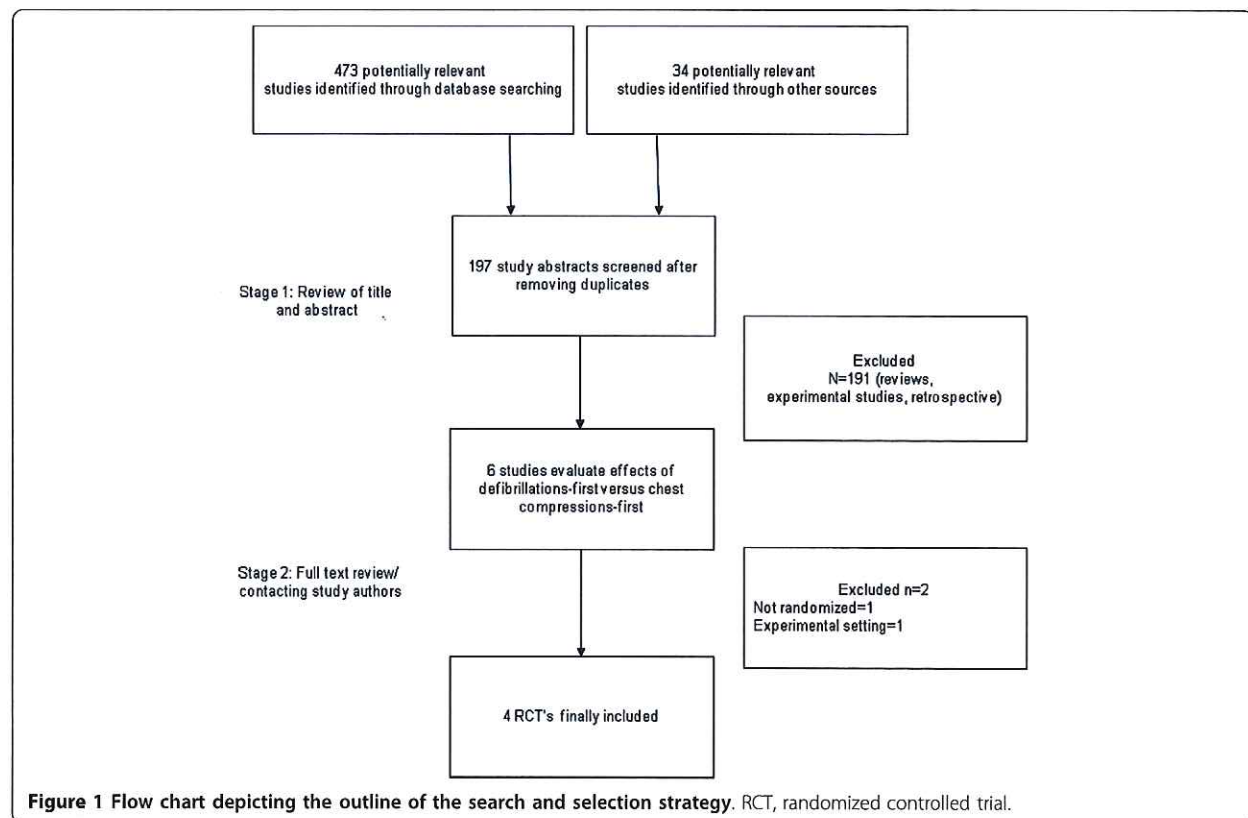 473 potentially relevant
studies identified through database searching
34 potentially relevant
studies identified through other sources
197 study abstracts screened after
removing duplicates
Stage 1: Review of title
and abstract
Excluded
N=191 (reviews,
experimental studies, retrospective)
6 studies evaluate effects of
defibrillations-first versus chest
compressions-first
Stage 2: Full text review/
contacting study authors
Excluded n=2
Not randomized=1
Experimental setting=1
4 RCT's finally included
Figure 1 Flow chart depicting the outline of the search and selection strategy. RCT, randomized controlled trial.